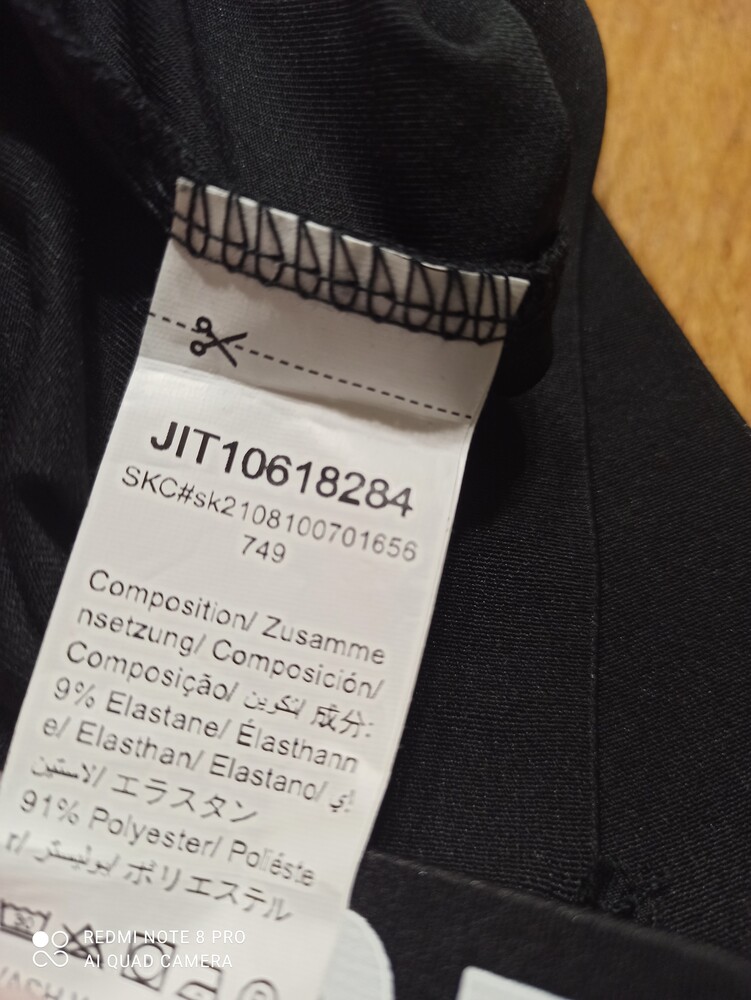 JIT10618284
SKC#sk2108100701656
749
Composition/ Zusamme
nsetzung/ Composición/
Composição/ التكوين/ 成分:
9% Elastane/ Élasthann
e/ Elasthan/ Elastano/
エラスタン
91% Polyester/ Poliéste
r/ بوليستر/ ポリエステル
30
REDMI NOTE 8 PRO
AI QUAD CAMERA